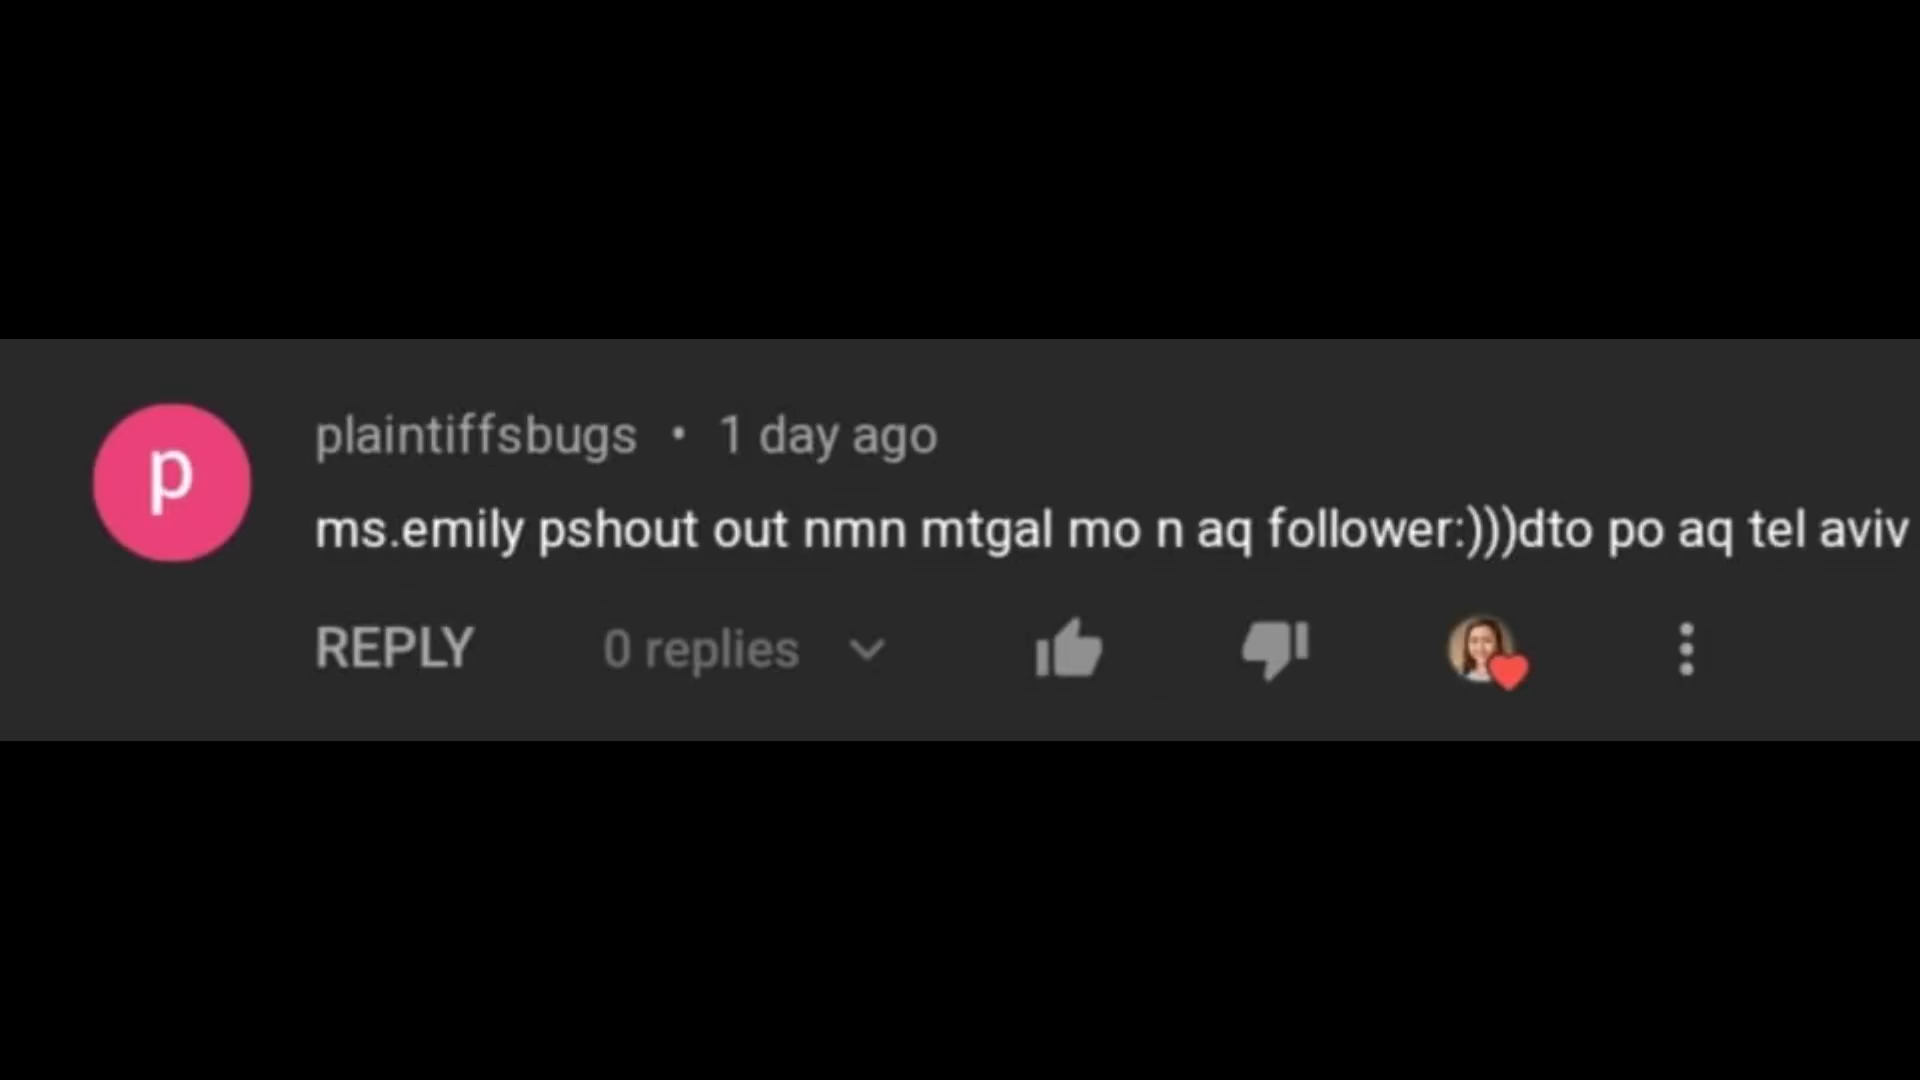 p
plaintiffsbugs • 1 day ago
ms.emily pshout out nmn mtgal mo n aq follower:)))dto po aq tel aviv
REPLY 0 replies